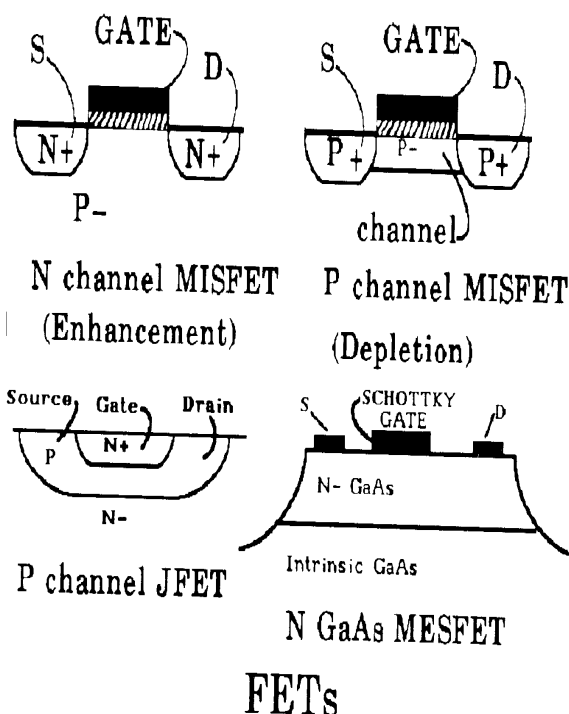 GATE
S
D
N+
N+
P-
N channel MISFET
(Enhancement)
GATE
S
D
P+
P-
P+
channel
P channel MISFET
(Depletion)
Source
Gate
Drain
P
N+
N-
P channel JFET
S
SCHOTTKY
GATE
D
N- GaAs
Intrinsic GaAs
N GaAs MESFET
FETs